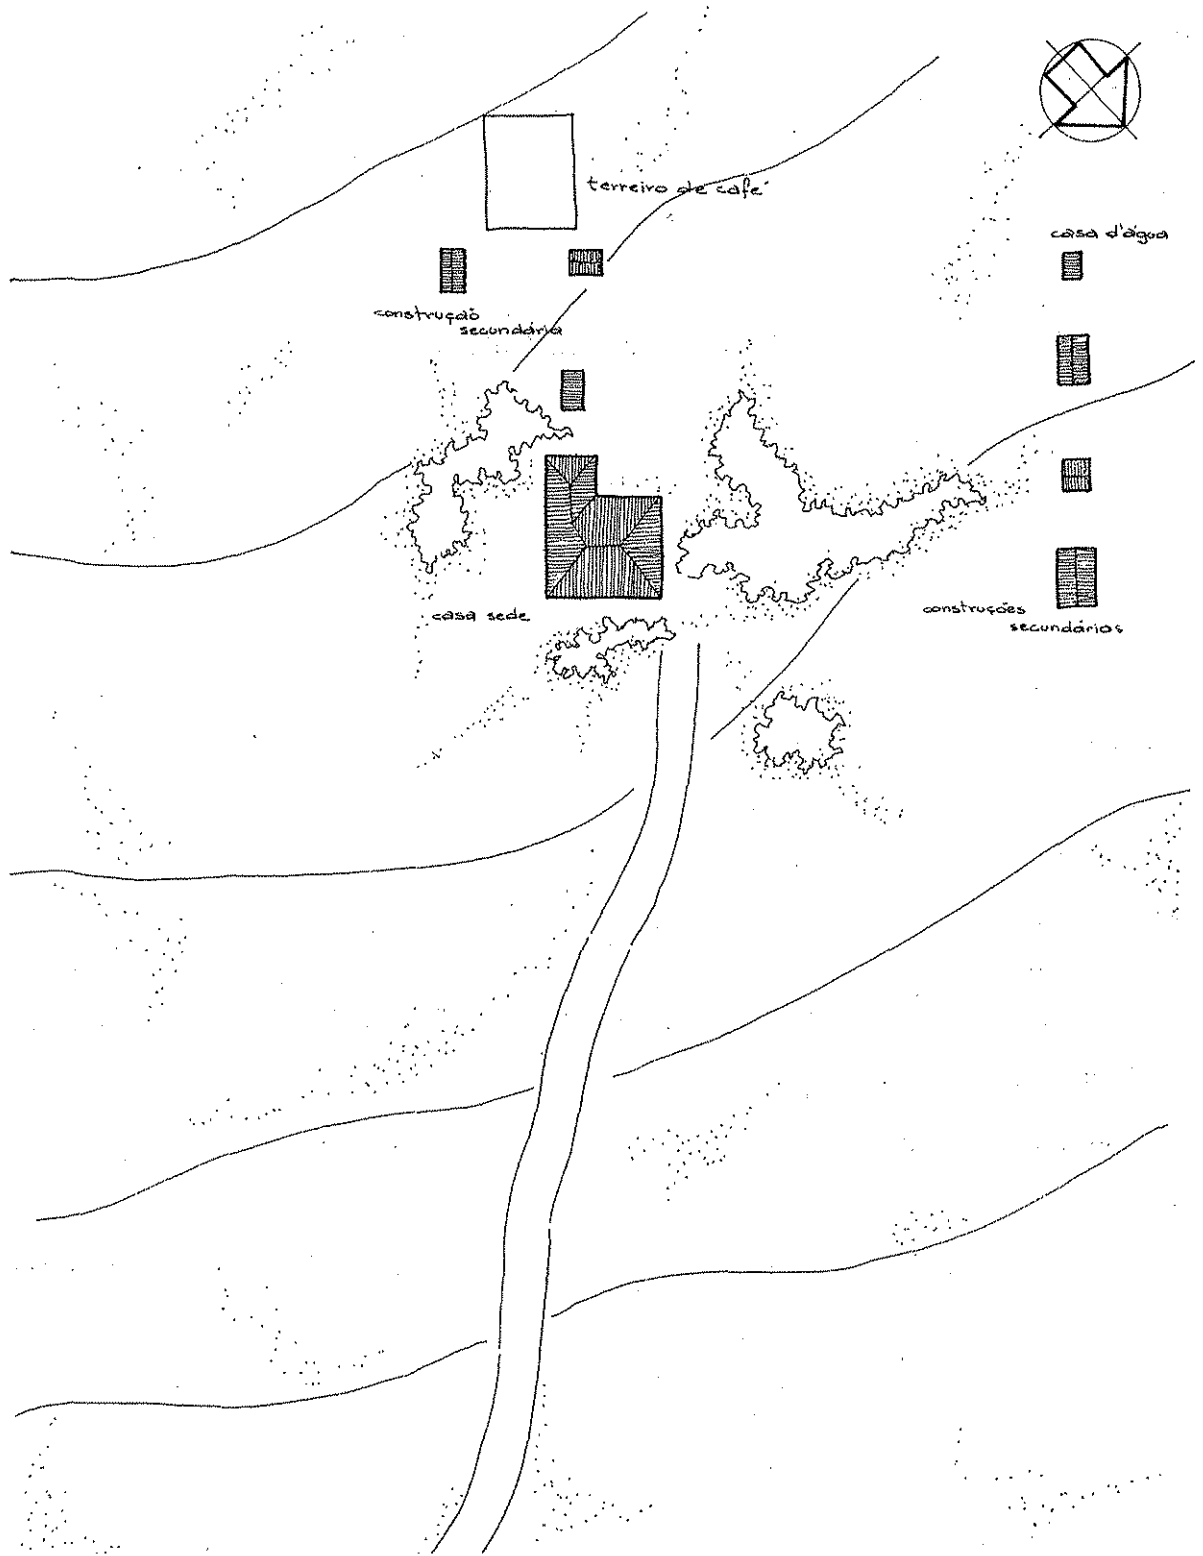 terreiro de café
casa d'água
construção
secundária
casa sede
construções
secundários